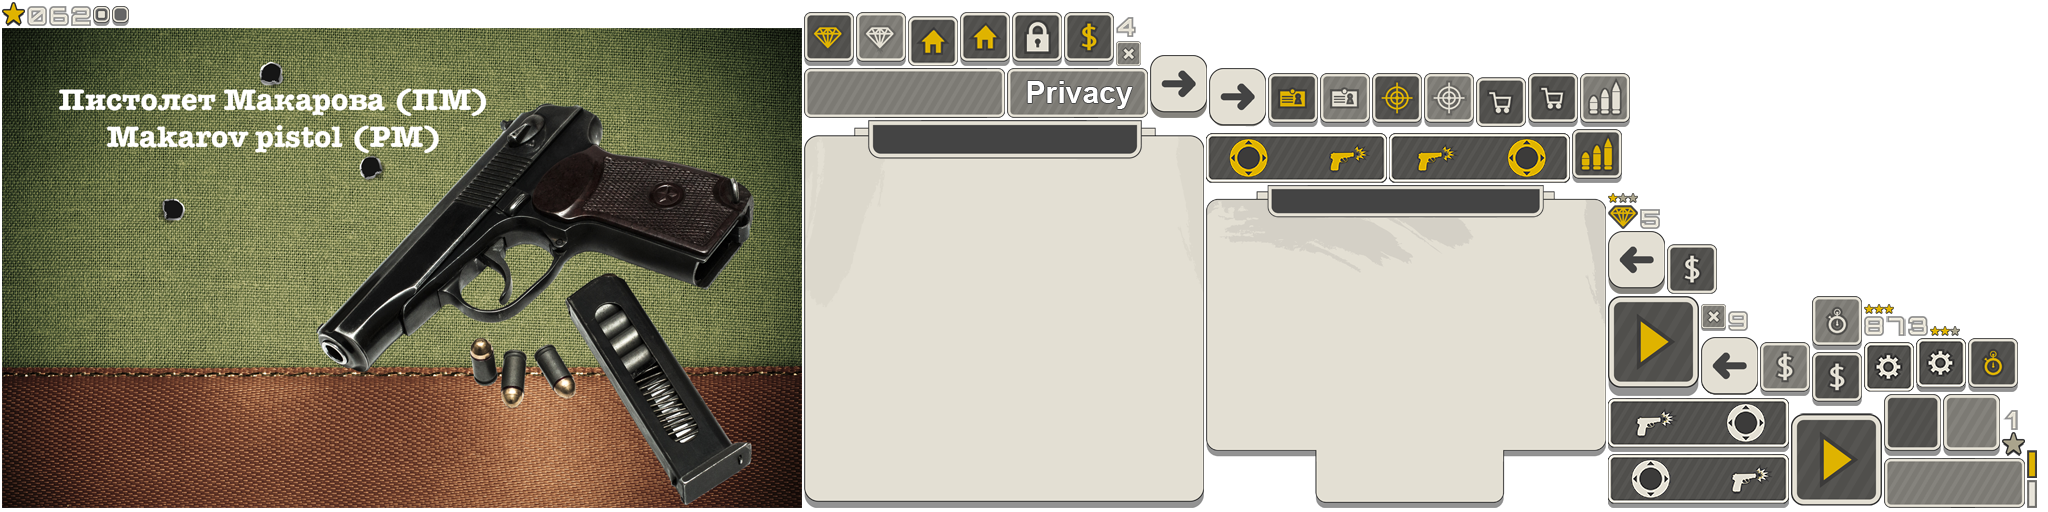 06200
Пистолет Макарова (ПМ)
Makarov pistol (PM)
4
Privacy
5
9
873
1